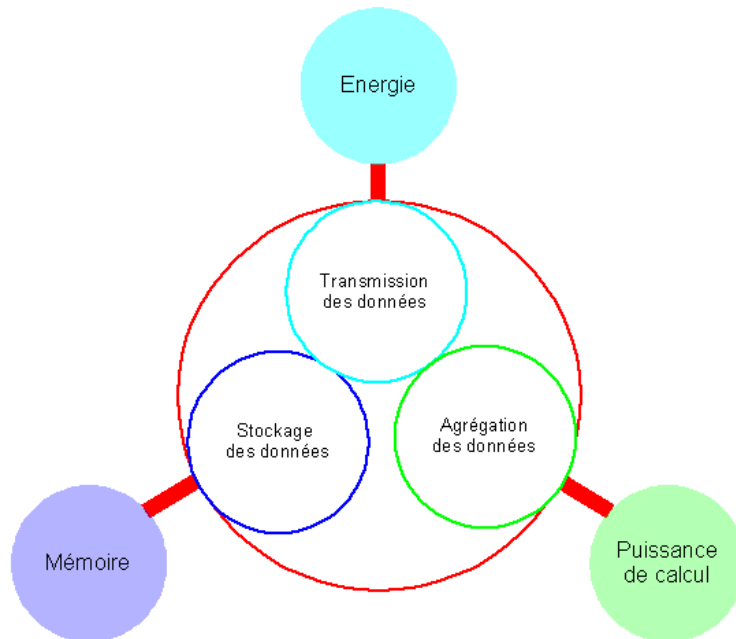 Energie
Transmission
des données
Stockage
des données
Agrégation
des données
Mémoire
Puissance
de calcul